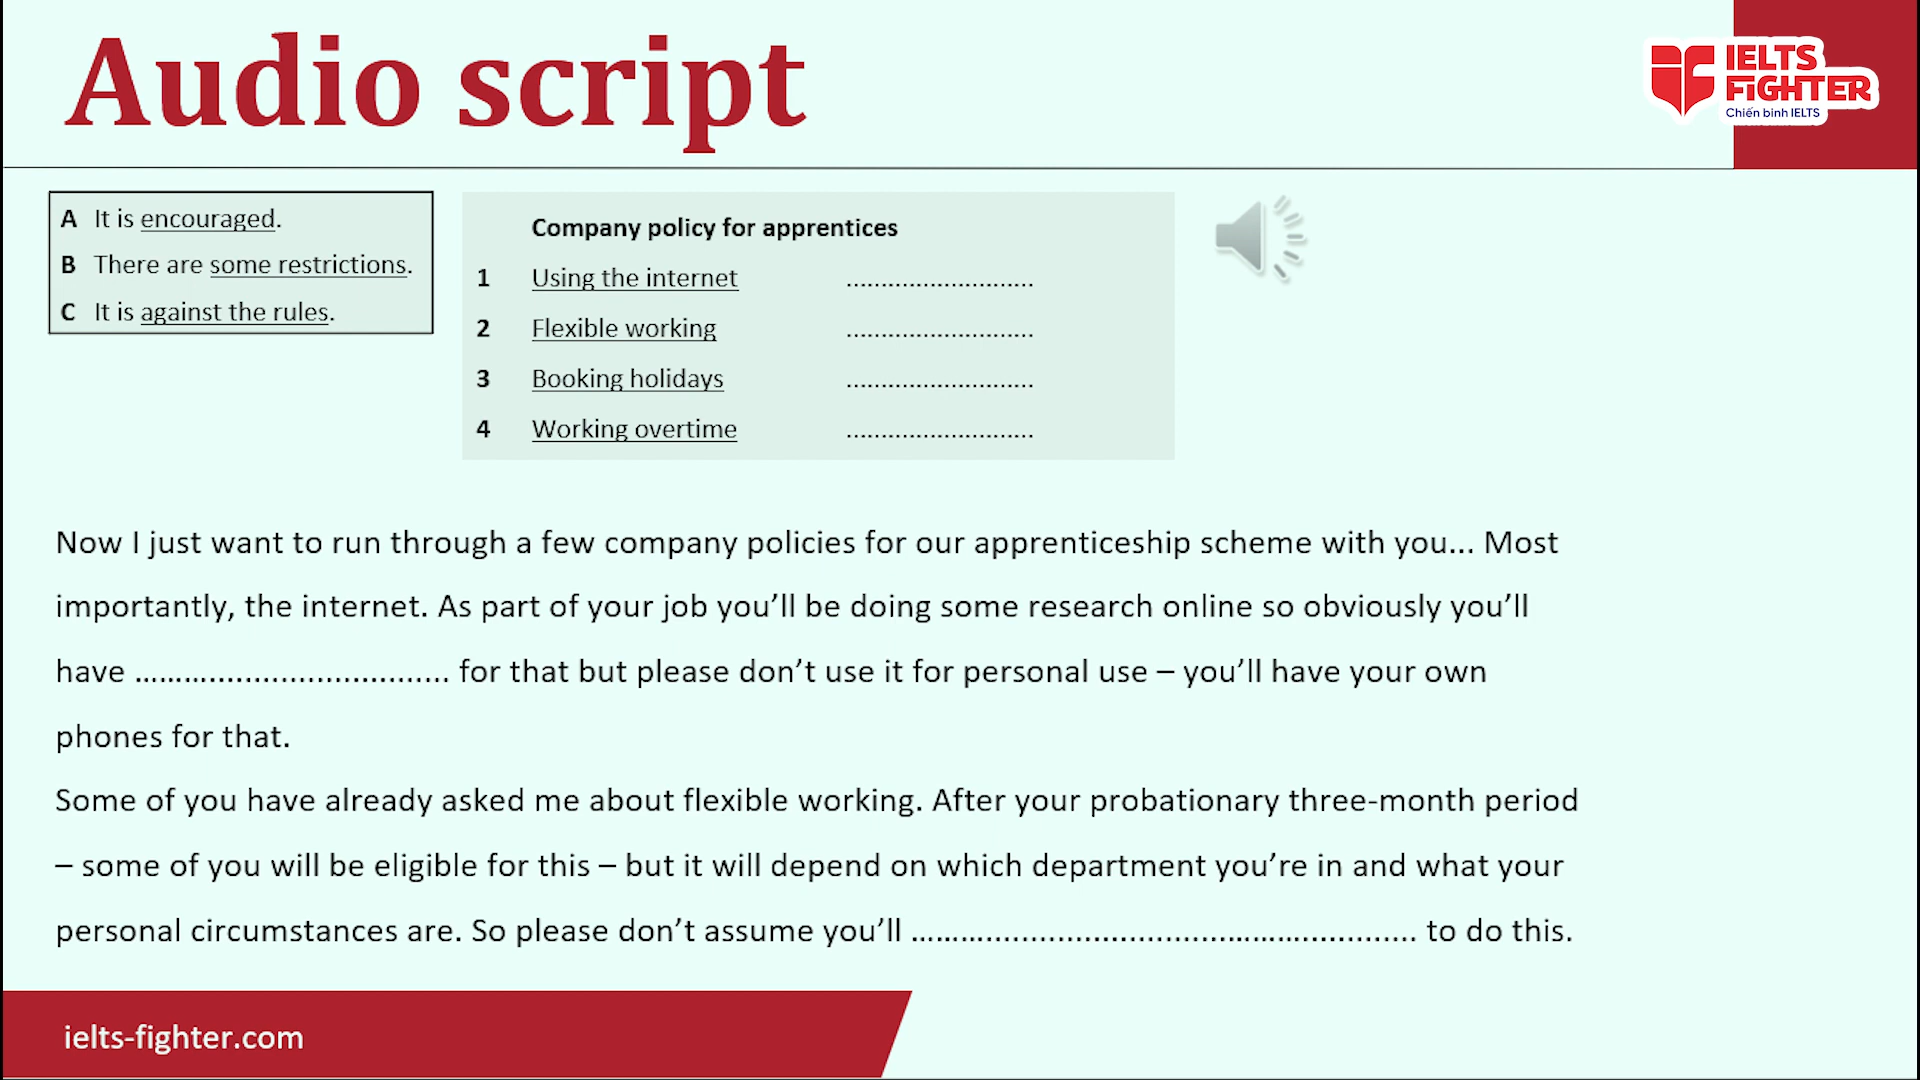 Audio script
IELTS
FiGHTER
Chiến binh IELTS
A It is encouraged.
B There are some restrictions.
C It is against the rules.
Company policy for apprentices
1 Using the internet ...........................
2 Flexible working ...........................
3 Booking holidays ...........................
4 Working overtime ...........................
Now I just want to run through a few company policies for our apprenticeship scheme with you... Most
importantly, the internet. As part of your job you’ll be doing some research online so obviously you’ll
have ……….............................. for that but please don’t use it for personal use – you’ll have your own
phones for that.
Some of you have already asked me about flexible working. After your probationary three-month period
– some of you will be eligible for this – but it will depend on which department you’re in and what your
personal circumstances are. So please don’t assume you’ll ………..............................………............. to do this.
ielts-fighter.com